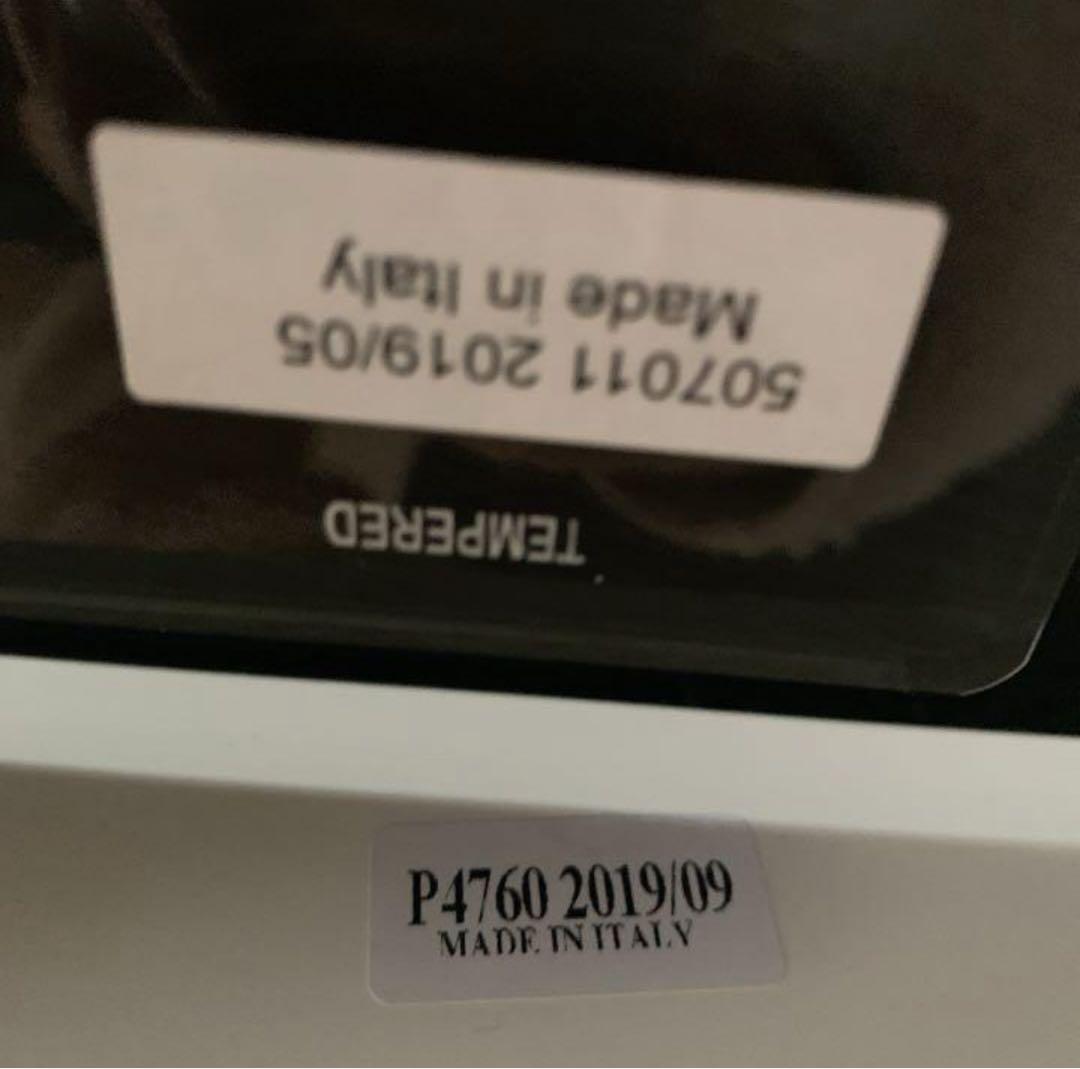 507011 2019/05
Made in Italy
TEMPERED
P4760 2019/09
MADE IN ITALY